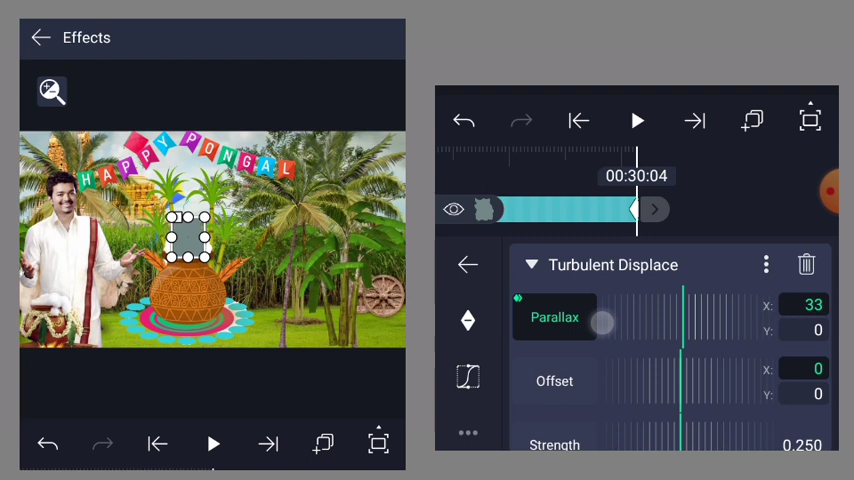 Effects
HAPPY PONGAL
00:30:04
Turbulent Displace
Parallax
X: 33
Y: 0
Offset
X: 0
Y: 0
Strength
0.250